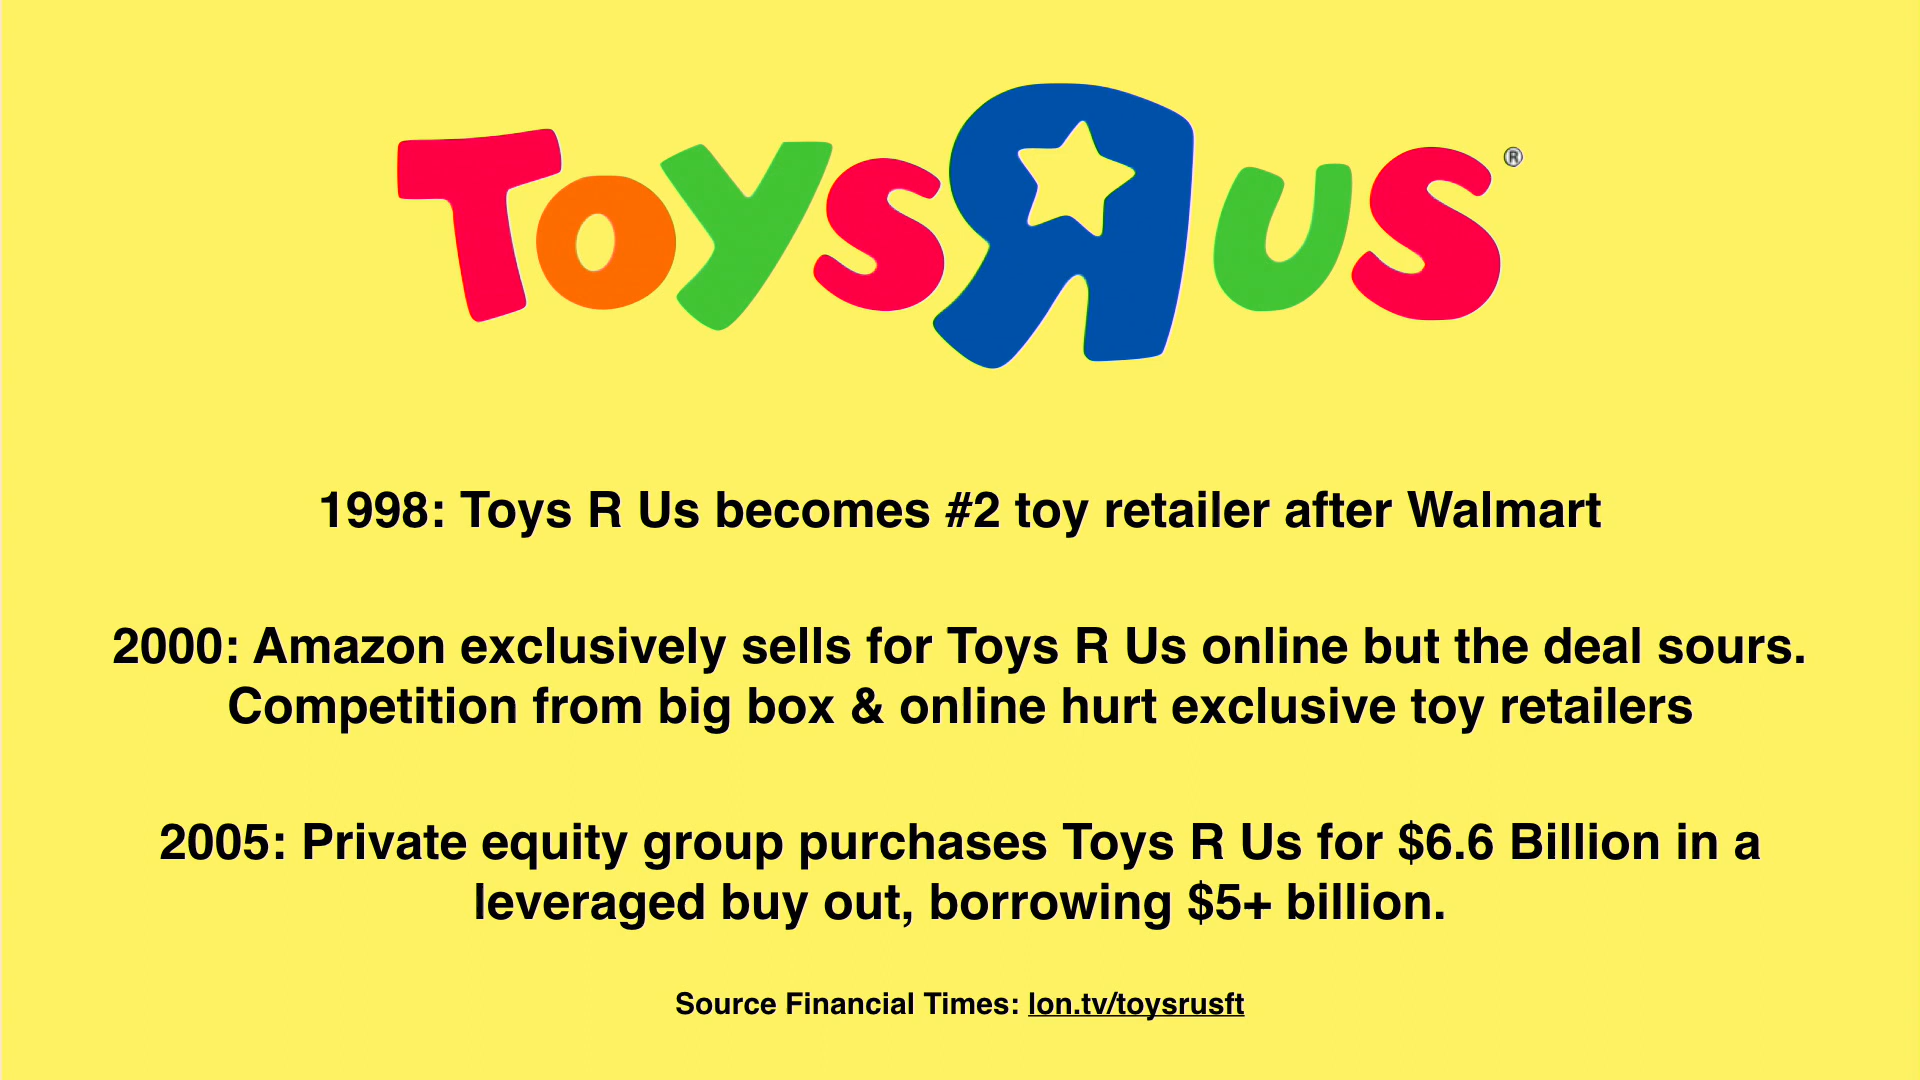 ToysЯus®
1998: Toys R Us becomes #2 toy retailer after Walmart
2000: Amazon exclusively sells for Toys R Us online but the deal sours.
Competition from big box & online hurt exclusive toy retailers
2005: Private equity group purchases Toys R Us for $6.6 Billion in a
leveraged buy out, borrowing $5+ billion.
Source Financial Times: lon.tv/toysrusft